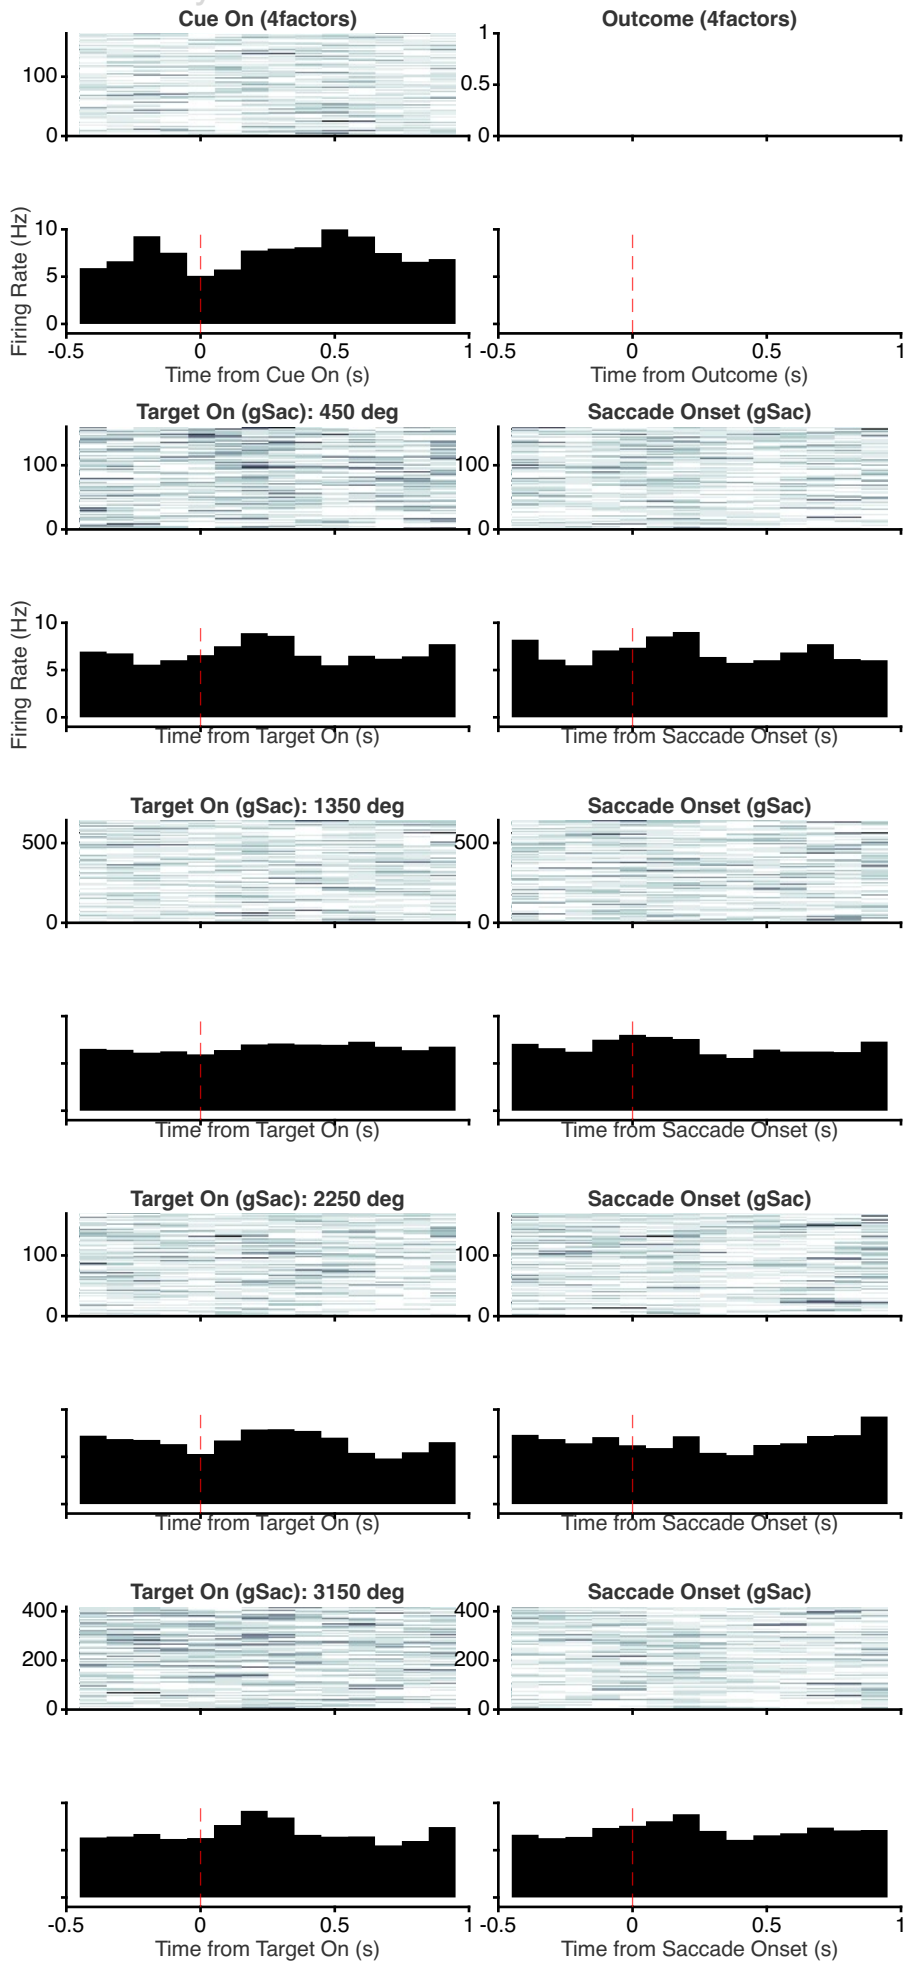 Cue On (4factors)
Outcome (4factors)
100
0
1
0.5
0
Firing Rate (Hz)
10
5
0
-0.5 0 0.5 1
Time from Cue On (s)
-0.5 0 0.5 1
Time from Outcome (s)
Target On (gSac): 450 deg
Saccade Onset (gSac)
100
0
100
0
Firing Rate (Hz)
10
5
0
Time from Target On (s)
Time from Saccade Onset (s)
Target On (gSac): 1350 deg
Saccade Onset (gSac)
500
0
500
0
Time from Target On (s)
Time from Saccade Onset (s)
Target On (gSac): 2250 deg
Saccade Onset (gSac)
100
0
100
0
Time from Target On (s)
Time from Saccade Onset (s)
Target On (gSac): 3150 deg
Saccade Onset (gSac)
400
200
0
400
200
0
-0.5 0 0.5 1
Time from Target On (s)
-0.5 0 0.5 1
Time from Saccade Onset (s)